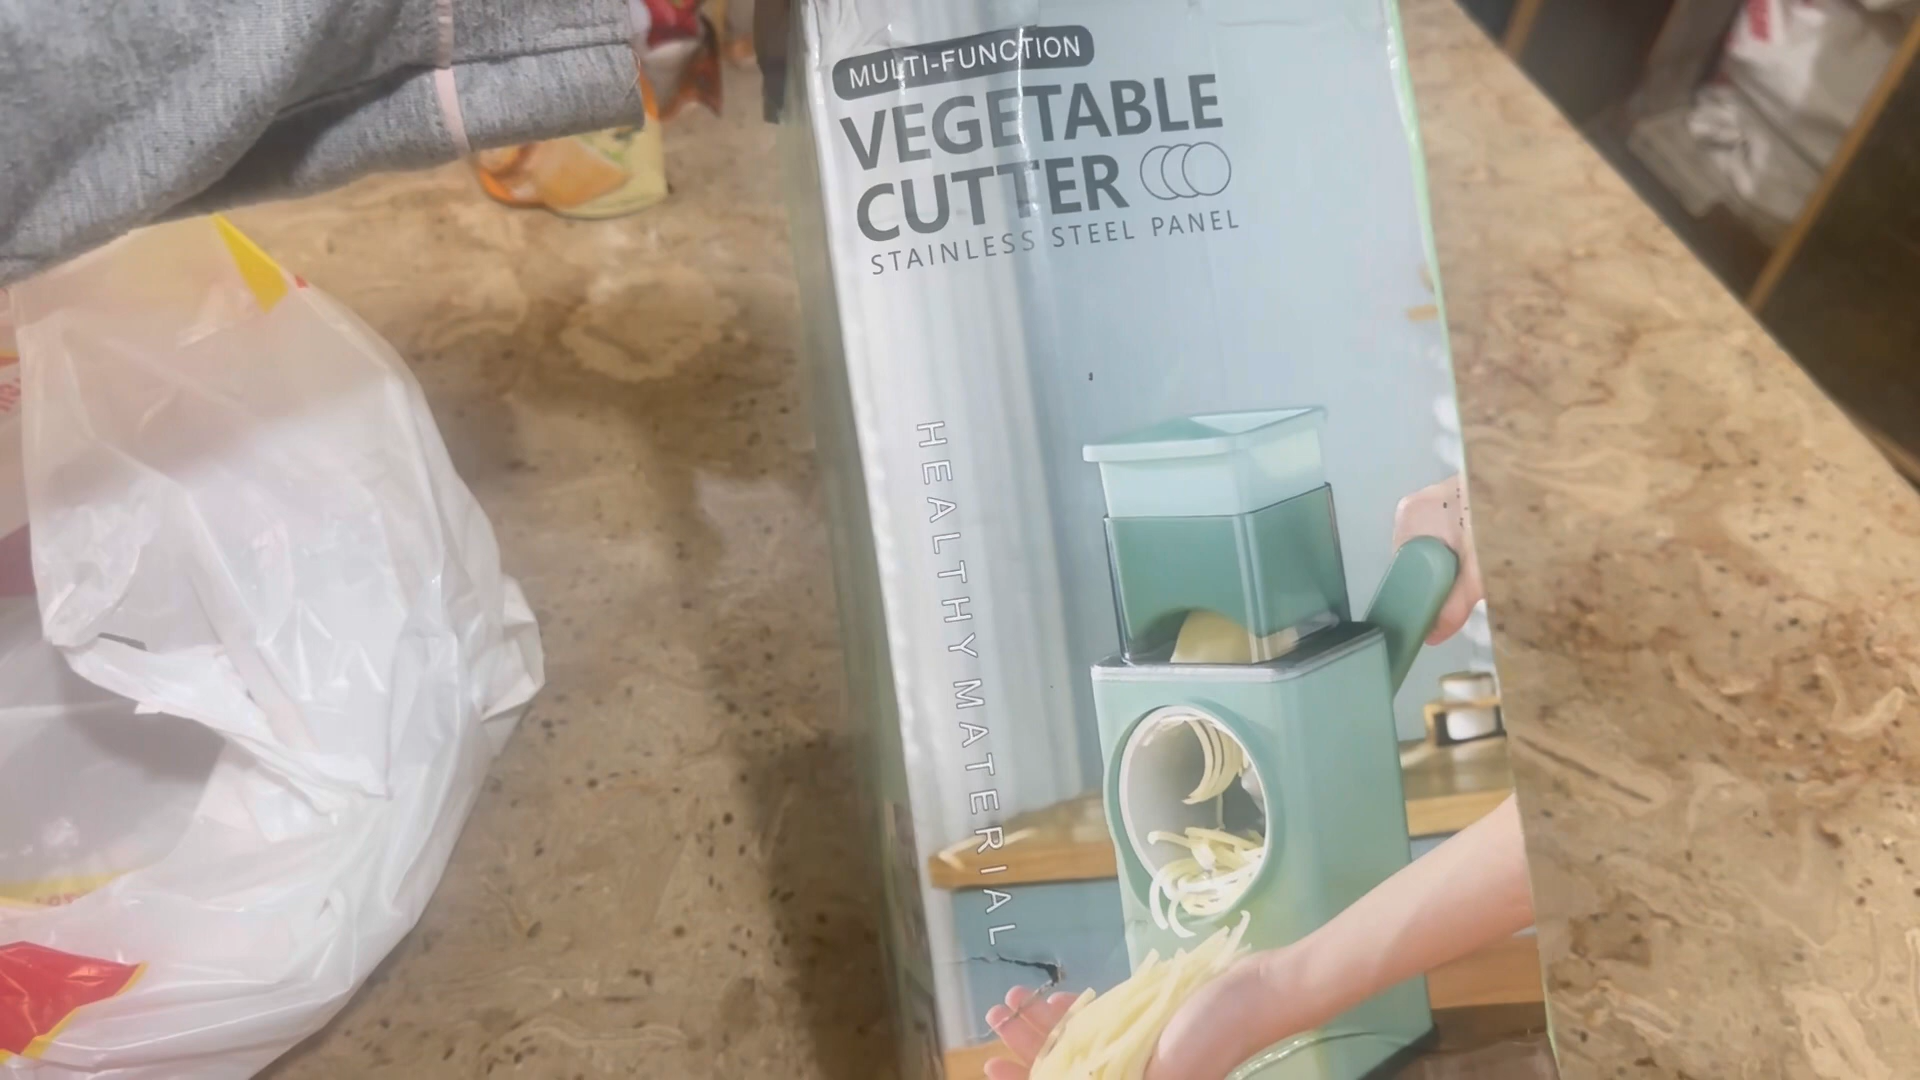 MULTI-FUNCTION
VEGETABLE
CUTTER
STAINLESS STEEL PANEL
HEALTHY MATERIAL